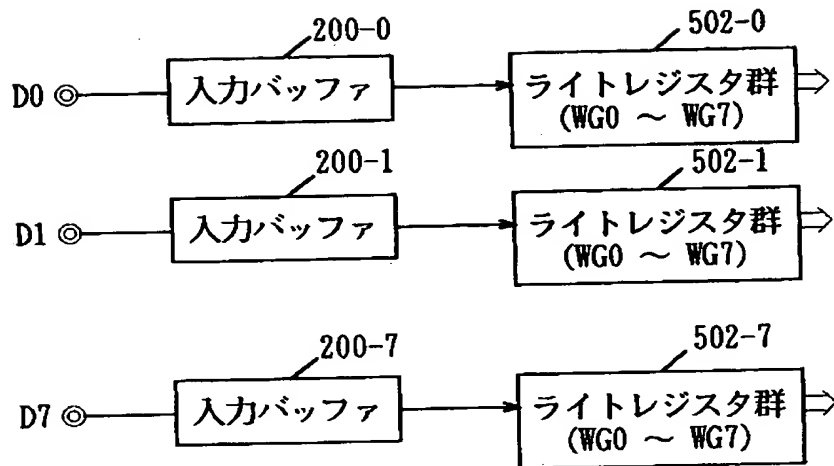 200-0
502-0
D0
入力バッファ
ライトレジスタ群
(WG0 ~ WG7)
200-1
502-1
D1
入力バッファ
ライトレジスタ群
(WG0 ~ WG7)
200-7
502-7
D7
入力バッファ
ライトレジスタ群
(WG0 ~ WG7)